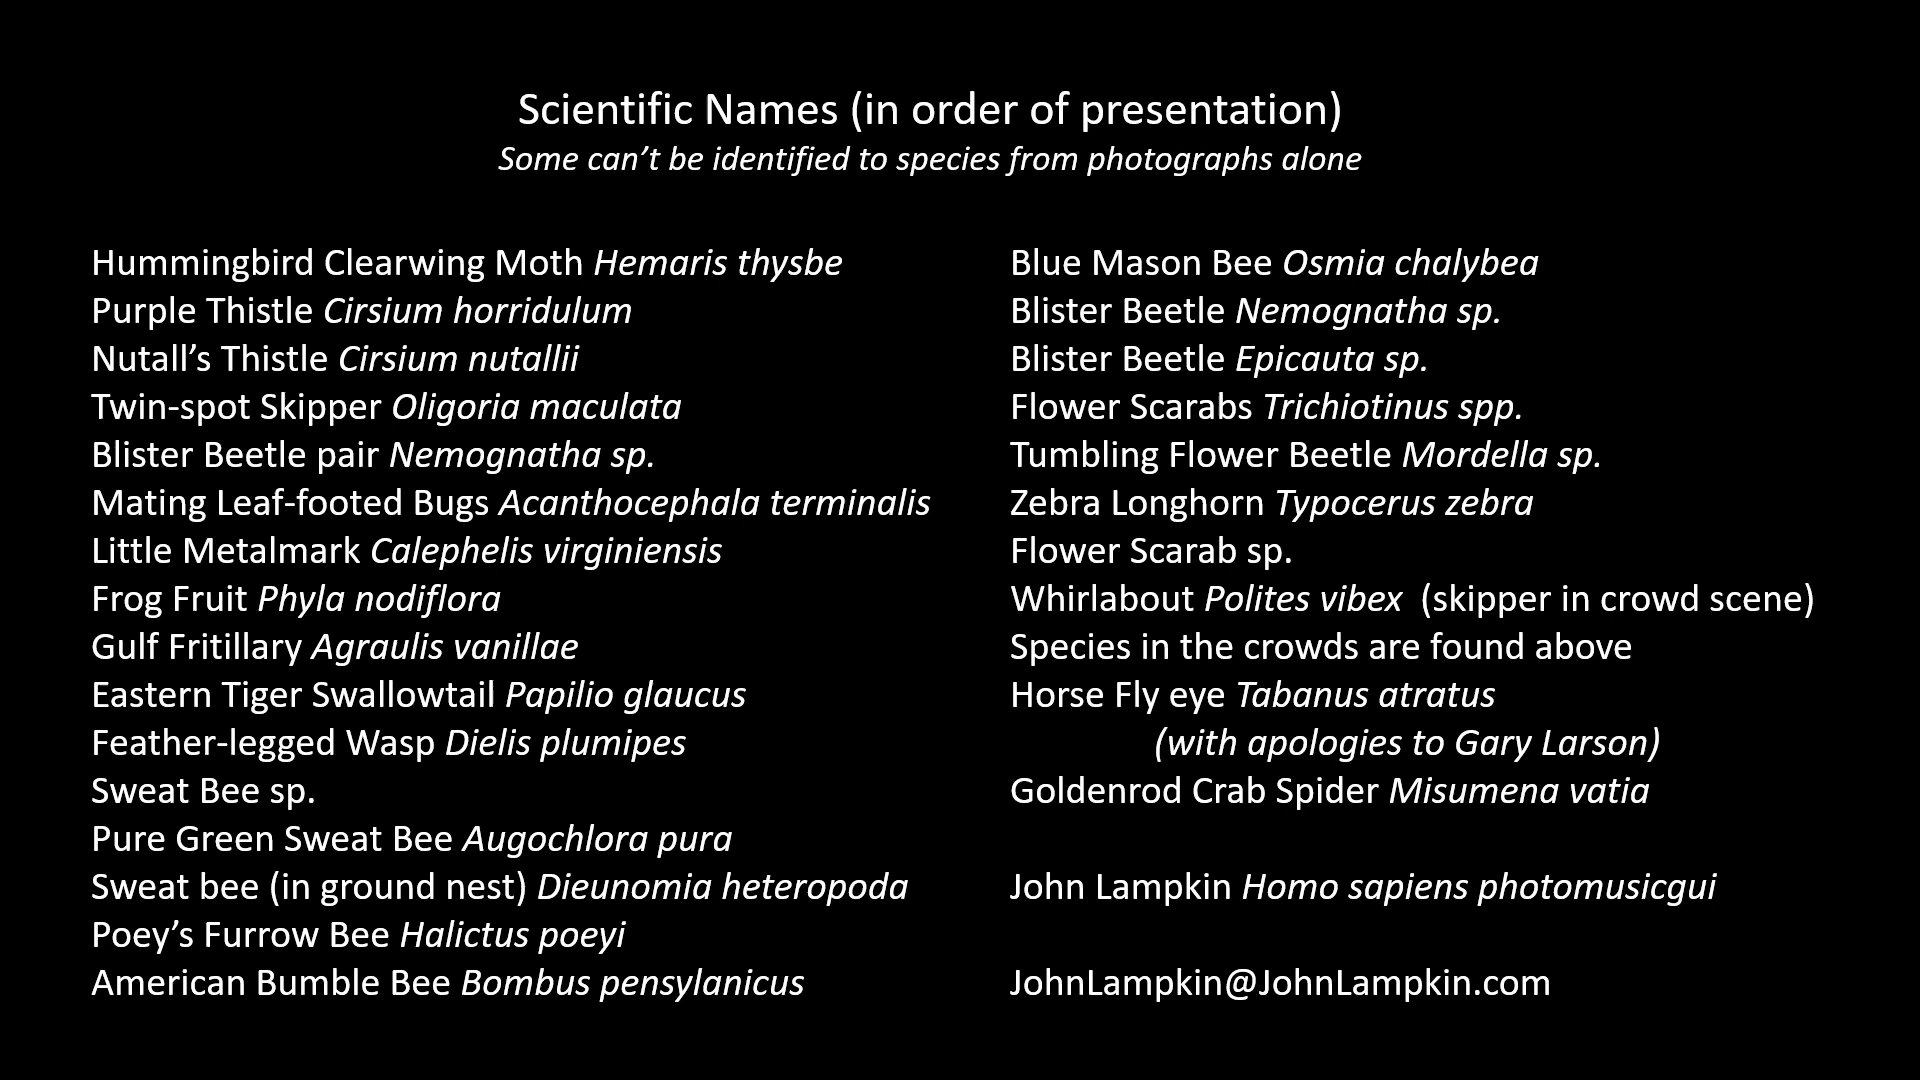 Scientific Names (in order of presentation)
Some can't be identified to species from photographs alone
Hummingbird Clearwing Moth Hemaris thysbe
Purple Thistle Cirsium horridulum
Nutall's Thistle Cirsium nutallii
Twin-spot Skipper Oligoria maculata
Blister Beetle pair Nemognatha sp.
Mating Leaf-footed Bugs Acanthocephala terminalis
Little Metalmark Calephelis virginiensis
Frog Fruit Phyla nodiflora
Gulf Fritillary Agraulis vanillae
Eastern Tiger Swallowtail Papilio glaucus
Feather-legged Wasp Dielis plumipes
Sweat Bee sp.
Pure Green Sweat Bee Augochlora pura
Sweat bee (in ground nest) Dieunomia heteropoda
Poey's Furrow Bee Halictus poeyi
American Bumble Bee Bombus pensylanicus
Blue Mason Bee Osmia chalybea
Blister Beetle Nemognatha sp.
Blister Beetle Epicauta sp.
Flower Scarabs Trichiotinus spp.
Tumbling Flower Beetle Mordella sp.
Zebra Longhorn Typocerus zebra
Flower Scarab sp.
Whirlabout Polites vibex (skipper in crowd scene)
Species in the crowds are found above
Horse Fly eye Tabanus atratus
(with apologies to Gary Larson)
Goldenrod Crab Spider Misumena vatia
John Lampkin Homo sapiens photomusicgui
JohnLampkin@JohnLampkin.com